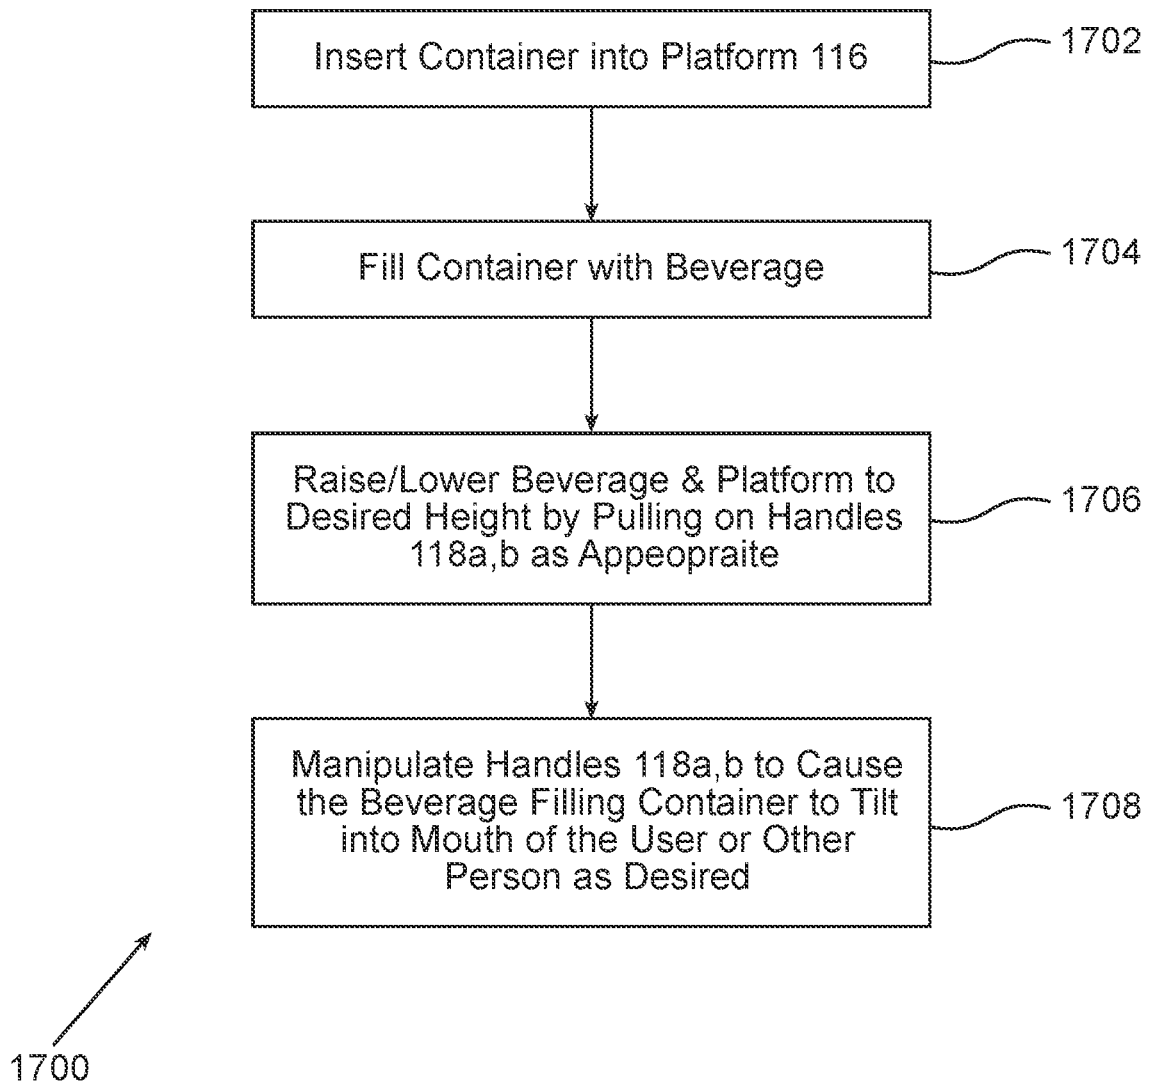 Insert Container into Platform 116
1702
Fill Container with Beverage
1704
Raise/Lower Beverage & Platform to
Desired Height by Pulling on Handles
118a,b as Appeopraite
1706
Manipulate Handles 118a,b to Cause
the Beverage Filling Container to Tilt
into Mouth of the User or Other
Person as Desired
1708
1700